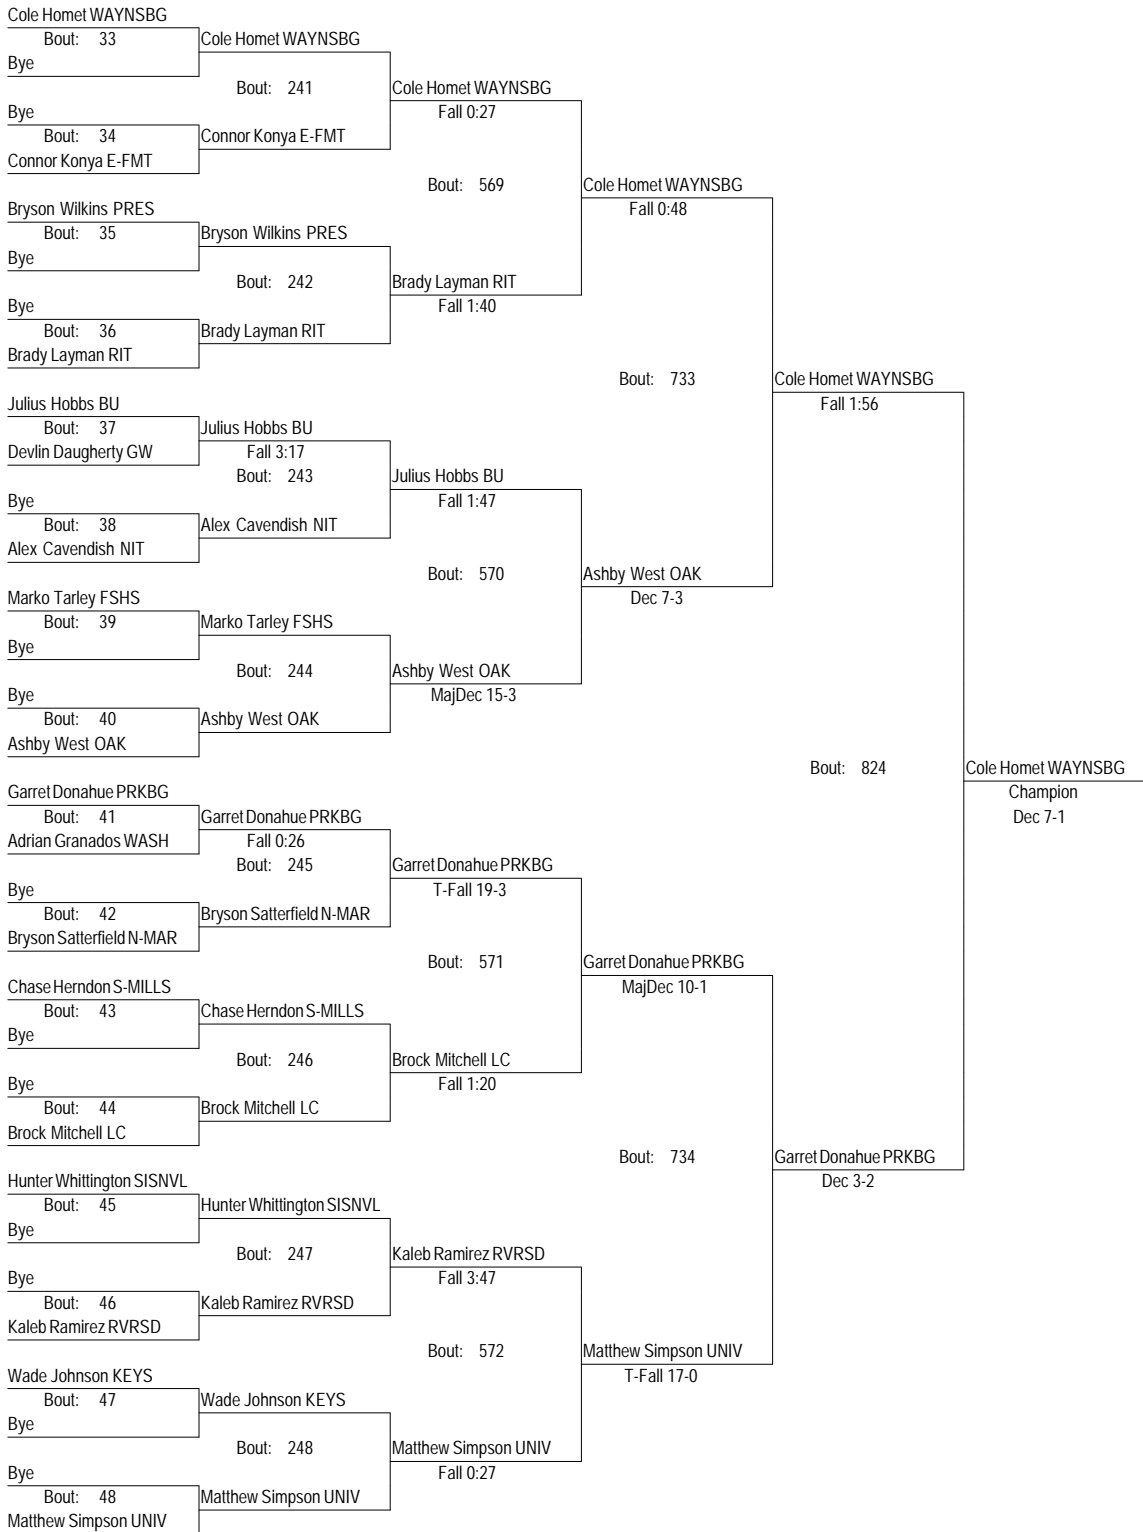 Cole Homet WAYNSBG
Bout: 33
Cole Homet WAYNSBG
Bye
Bout: 241
Cole Homet WAYNSBG
Bye
Fall 0:27
Bout: 34
Connor Konya E-FMT
Connor Konya E-FMT
Bout: 569
Cole Homet WAYNSBG
Bryson Wilkins PRES
Fall 0:48
Bout: 35
Bryson Wilkins PRES
Bye
Bout: 242
Brady Layman RIT
Bye
Fall 1:40
Bout: 36
Brady Layman RIT
Brady Layman RIT
Bout: 733
Cole Homet WAYNSBG
Julius Hobbs BU
Fall 1:56
Bout: 37
Julius Hobbs BU
Devlin Daugherty GW
Fall 3:17
Bout: 243
Julius Hobbs BU
Bye
Fall 1:47
Bout: 38
Alex Cavendish NIT
Alex Cavendish NIT
Bout: 570
Ashby West OAK
Marko Tarley FSHS
Dec 7-3
Bout: 39
Marko Tarley FSHS
Bye
Bout: 244
Ashby West OAK
Bye
MajDec 15-3
Bout: 40
Ashby West OAK
Ashby West OAK
Bout: 824
Cole Homet WAYNSBG
Garret Donahue PRKBG
Champion
Bout: 41
Garret Donahue PRKBG
Dec 7-1
Adrian Granados WASH
Fall 0:26
Bout: 245
Garret Donahue PRKBG
Bye
T-Fall 19-3
Bout: 42
Bryson Satterfield N-MAR
Bryson Satterfield N-MAR
Bout: 571
Garret Donahue PRKBG
Chase Herndon S-MILLS
MajDec 10-1
Bout: 43
Chase Herndon S-MILLS
Bye
Bout: 246
Brock Mitchell LC
Bye
Fall 1:20
Bout: 44
Brock Mitchell LC
Brock Mitchell LC
Bout: 734
Garret Donahue PRKBG
Hunter Whittington SISNVL
Dec 3-2
Bout: 45
Hunter Whittington SISNVL
Bye
Bout: 247
Kaleb Ramirez RVRSD
Bye
Fall 3:47
Bout: 46
Kaleb Ramirez RVRSD
Kaleb Ramirez RVRSD
Bout: 572
Matthew Simpson UNIV
Wade Johnson KEYS
T-Fall 17-0
Bout: 47
Wade Johnson KEYS
Bye
Bout: 248
Matthew Simpson UNIV
Bye
Fall 0:27
Bout: 48
Matthew Simpson UNIV
Matthew Simpson UNIV